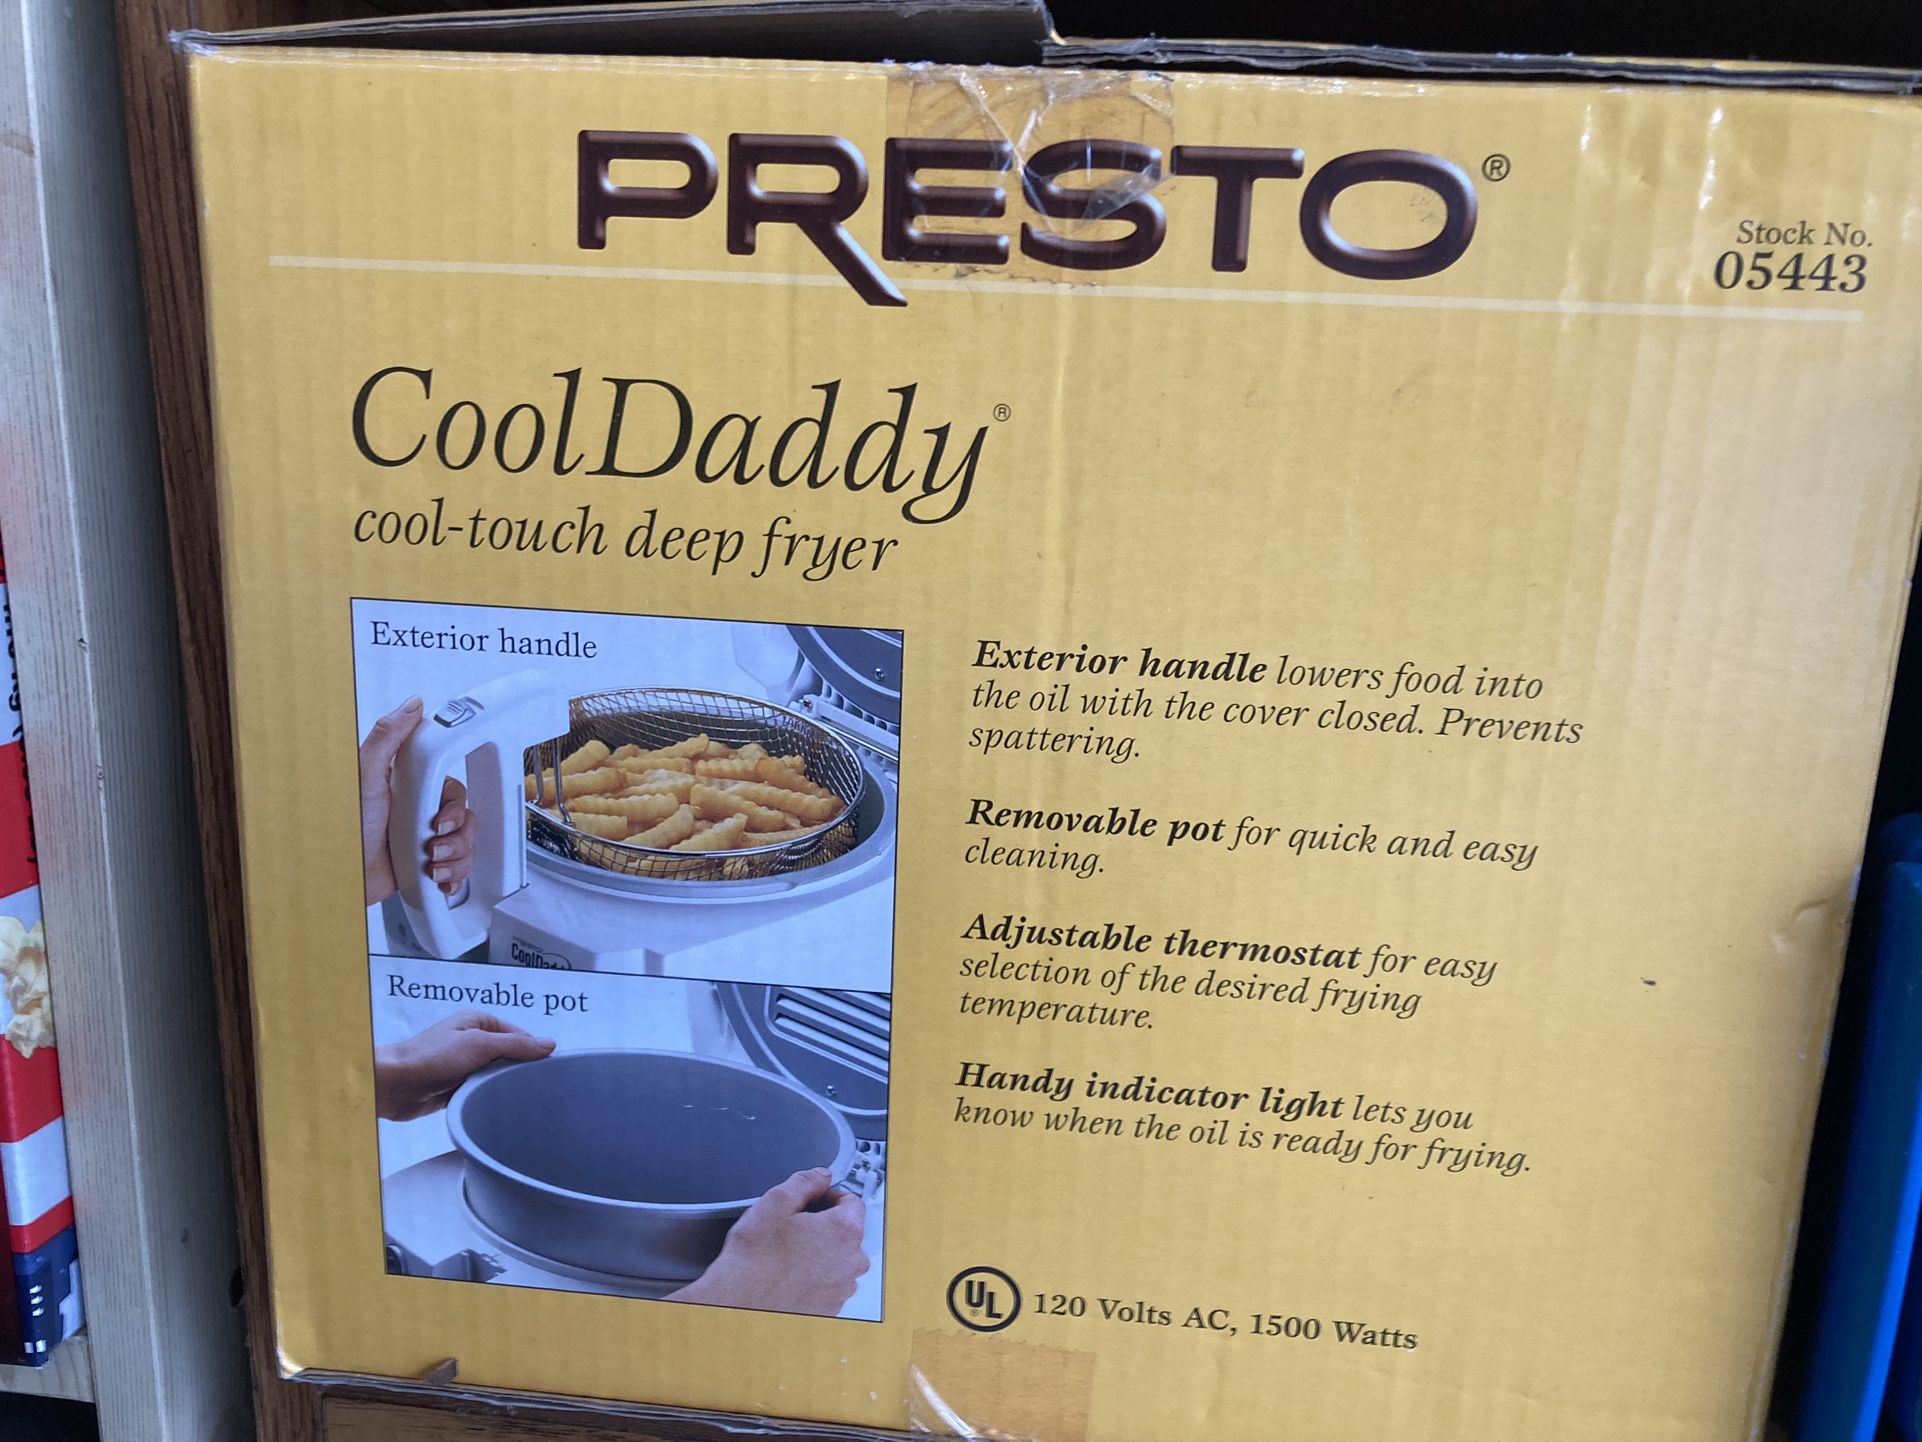 PRESTO®
Stock No.
05443
CoolDaddy®
cool-touch deep fryer
Exterior handle
Exterior handle lowers food into
the oil with the cover closed. Prevents
spattering.
Removable pot for quick and easy
cleaning.
Adjustable thermostat for easy
selection of the desired frying
temperature.
Handy indicator light lets you
know when the oil is ready for frying.
Removable pot
UL® 120 Volts AC, 1500 Watts